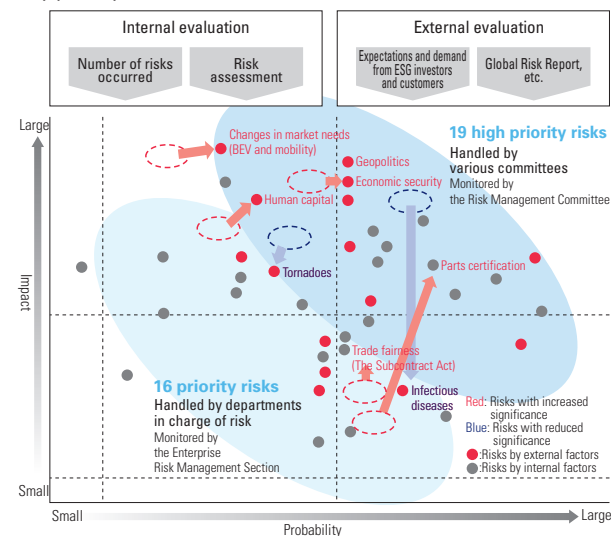 Internal evaluation
External evaluation
Number of risks
occurred
Risk
assessment
Expectations and demand
from ESG investors
and customers
Global Risk Report,
etc.
Large
Changes in market needs
(BEV and mobility)
19 high priority risks
Handled by
various committees
Monitored by
the Risk Management Committee
Geopolitics
Economic security
Human capital
Tornadoes
Parts certification
Impact
Trade fairness
(The Subcontract Act)
16 priority risks
Handled by departments
in charge of risk
Monitored by
the Enterprise
Risk Management Section
Infectious
diseases
Red: Risks with increased
significance
Blue: Risks with reduced
significance
:Risks by external factors
:Risks by internal factors
Small
Small
Probability
Large